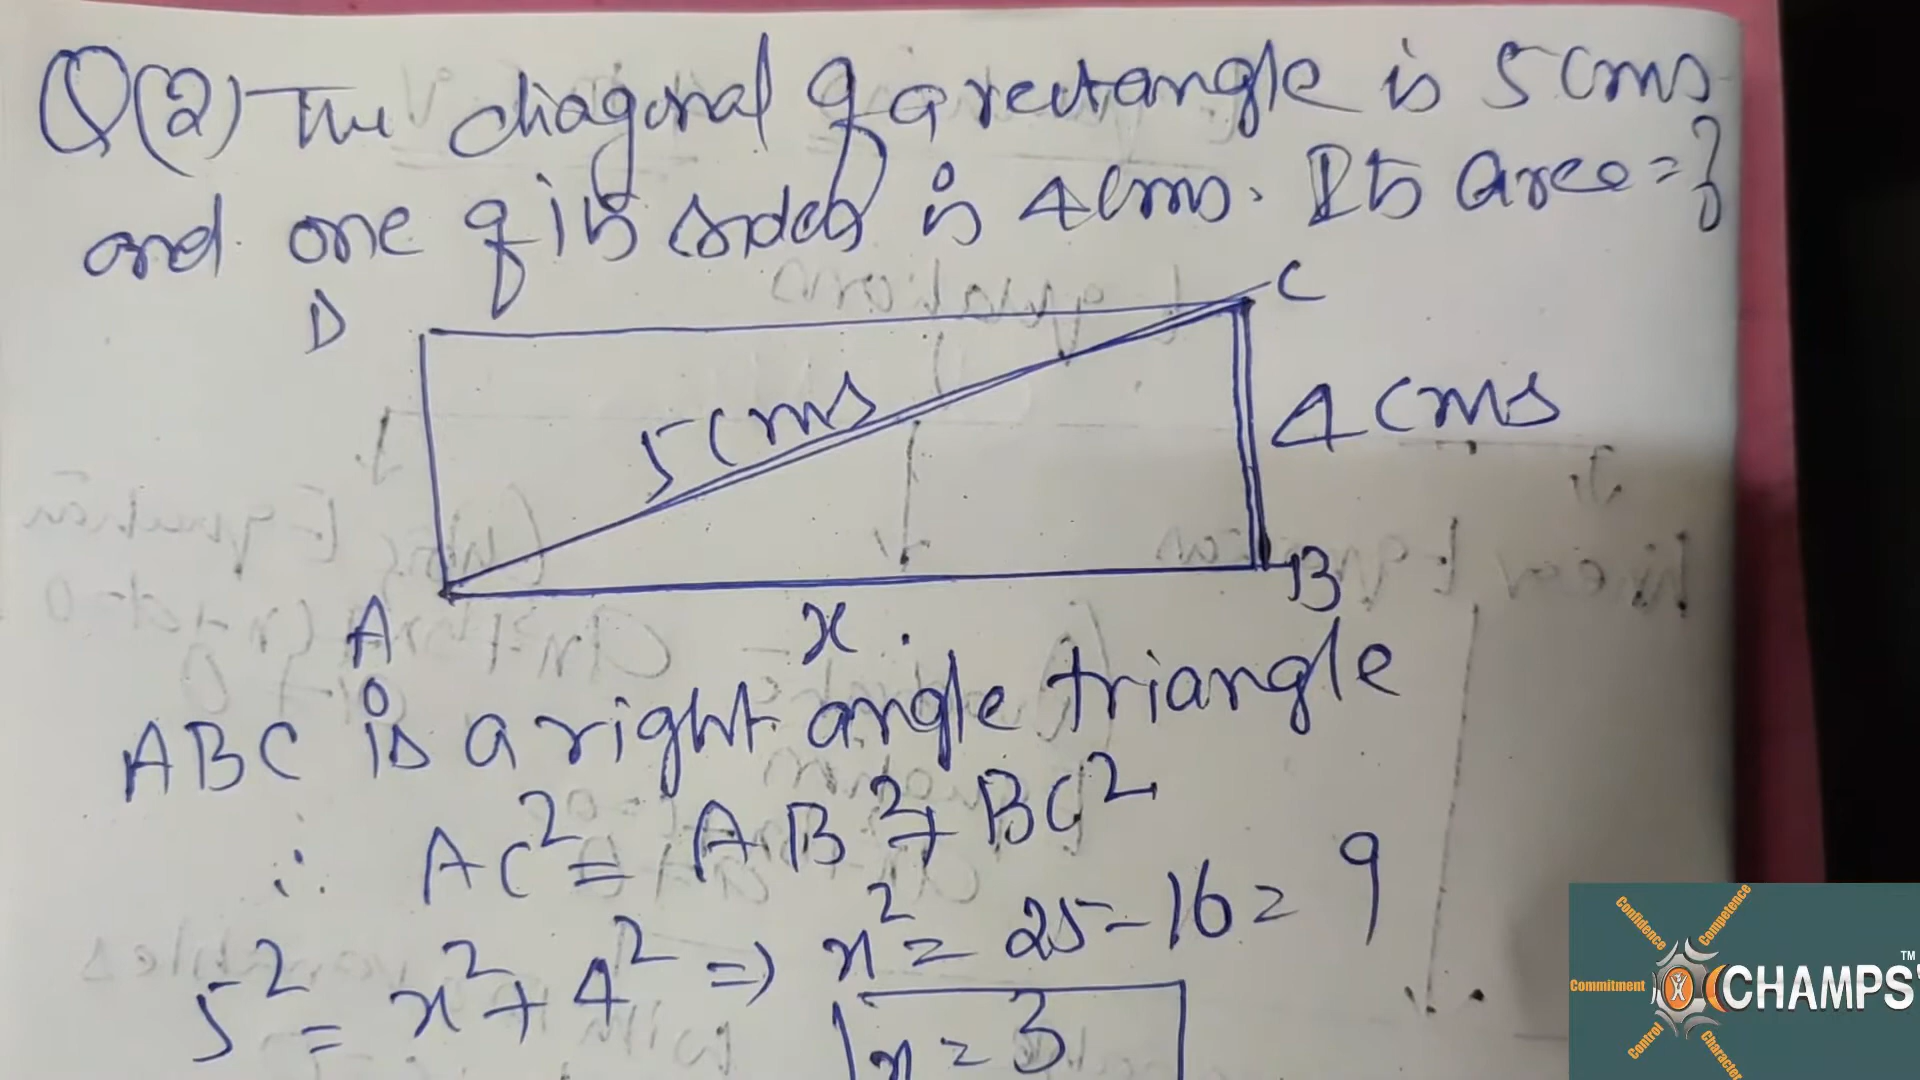 Q(2) The diagonal of a rectangle is 5 cms
and one of its sides is 4 cms. Its area = ?
D
C
5 cms
4 cms
A
x
B
ABC is a right angle triangle
∴ AC² = AB² + BC²
5² = x² + 4² => x² = 25 - 16 = 9
x = 3
Confidence
Competence
Commitment
CHAMPS
TM
Control
Character